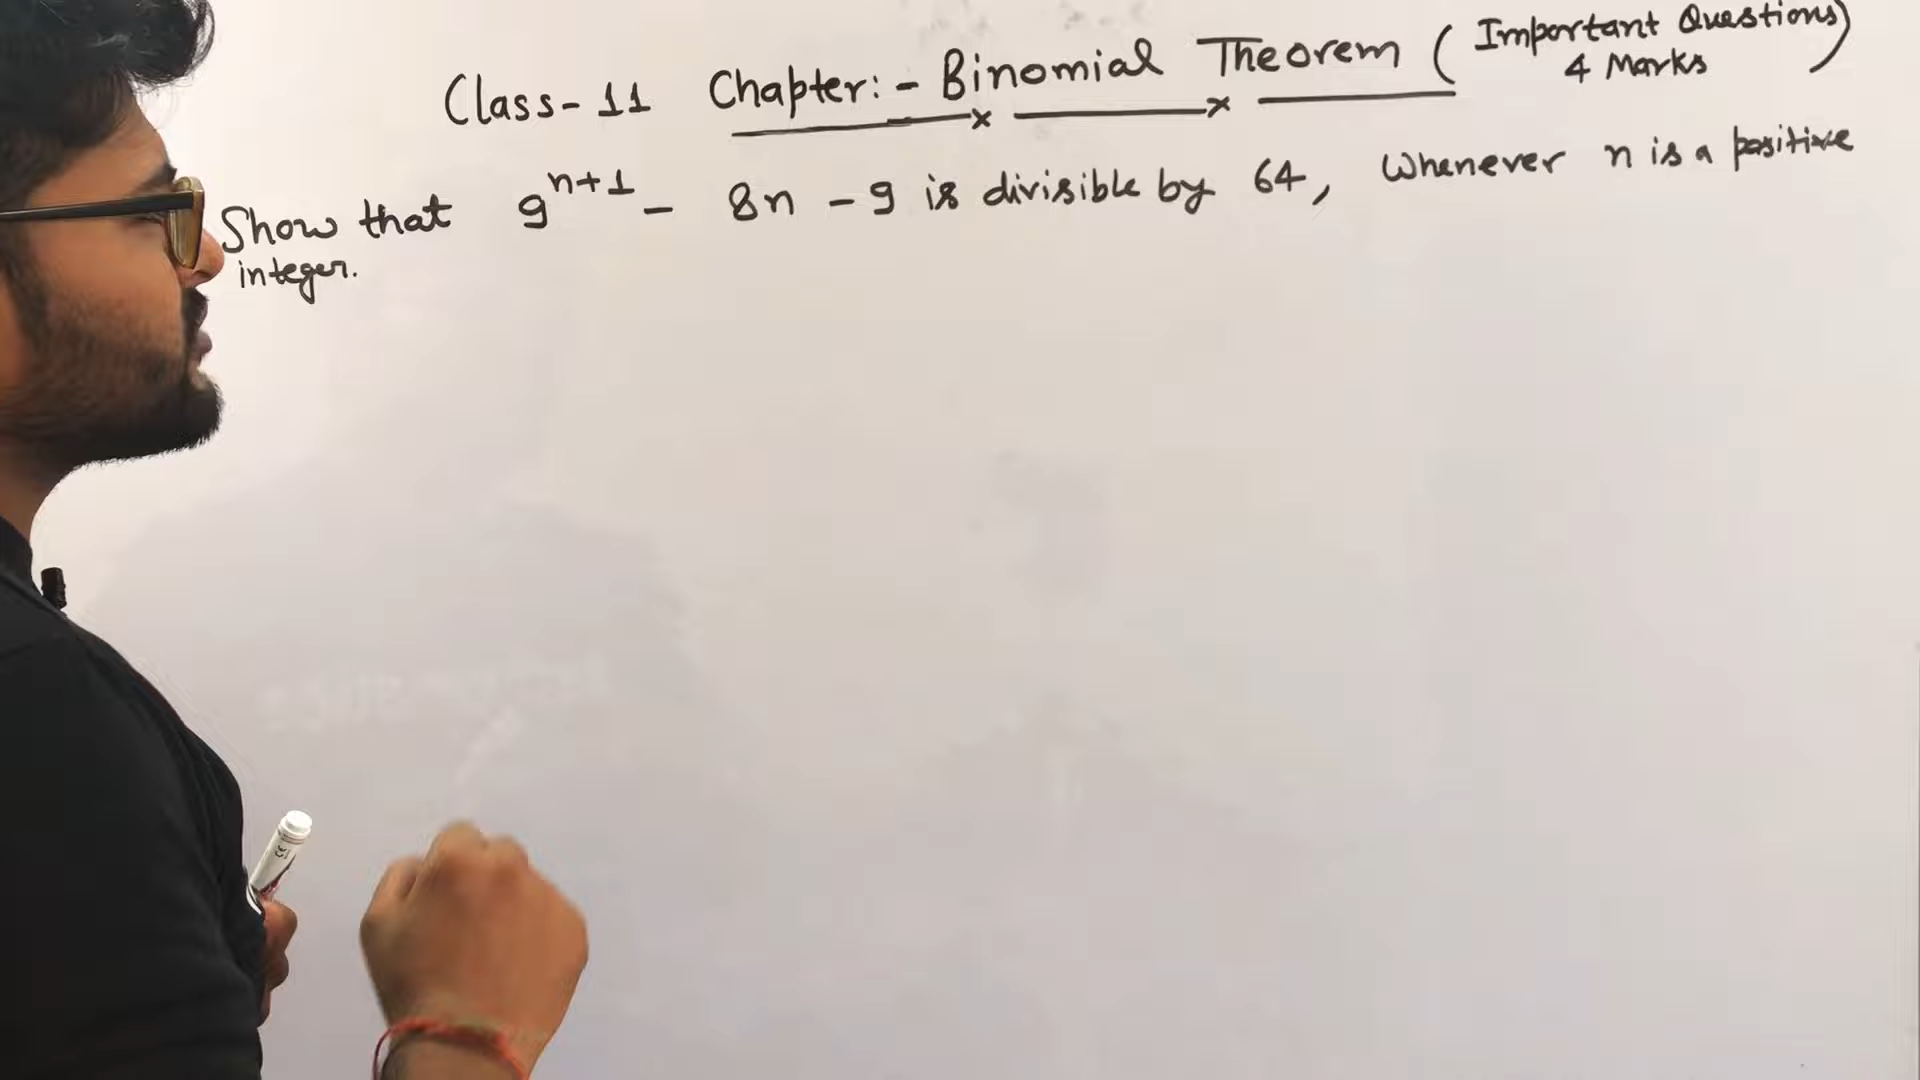 Class-11 Chapter:- Binomial Theorem (Important Questions)
4 Marks
Show that 9^{n+1} - 8n - 9 is divisible by 64, Whenever n is a positive
integer.